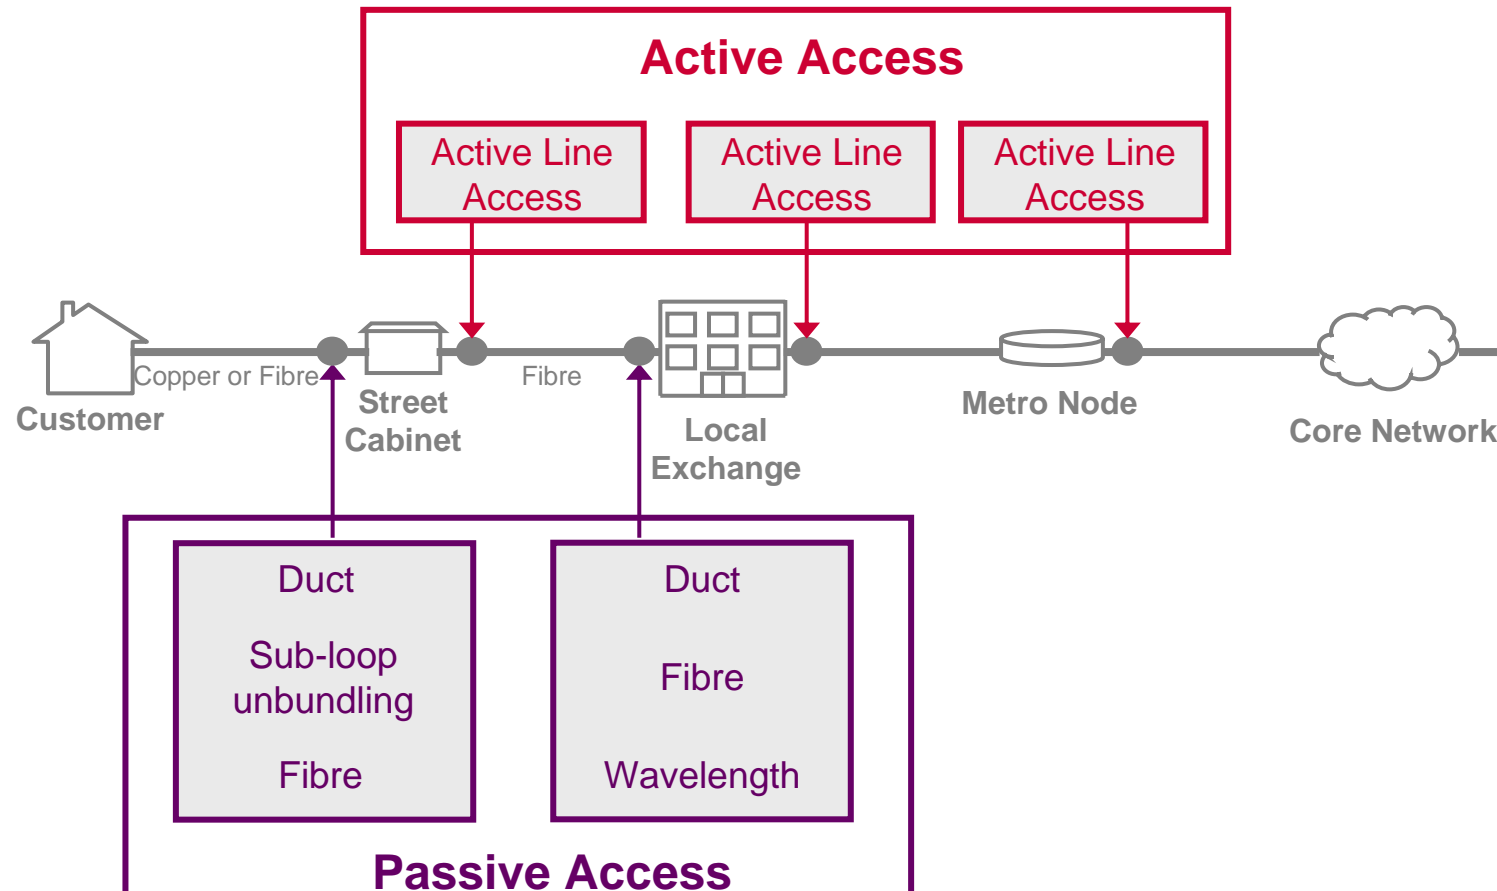 Active Access
Active Line
Access
Active Line
Access
Active Line
Access
Copper or Fibre
Fibre
Customer
Street
Cabinet
Local
Exchange
Metro Node
Core Network
Duct
Sub-loop
unbundling
Fibre
Duct
Fibre
Wavelength
Passive Access